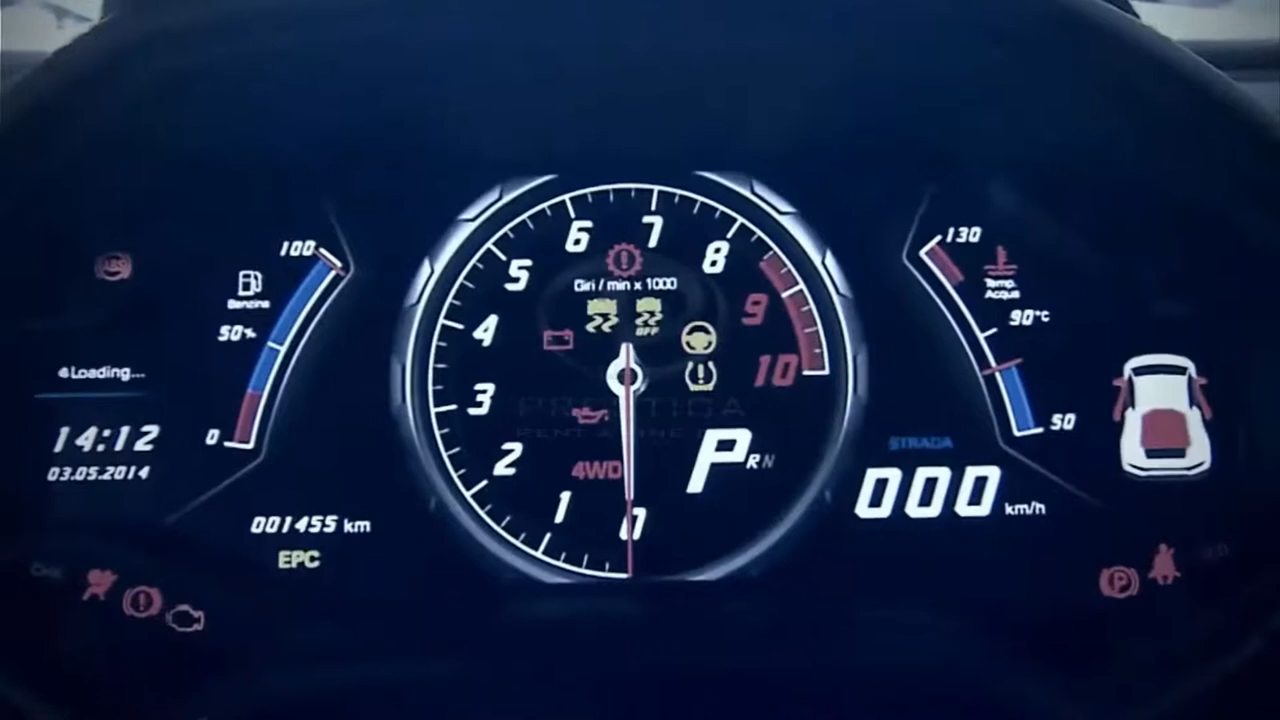 100
Benzina
50%
0
Loading...
14:12
03.05.2014
001455 km
EPC
0
1
2
3
4
5
6
7
8
9
10
Giri / min x 1000
OFF
4WD
P R N
130
Temp.
Acqua
90°C
50
STRADA
000 km/h
P